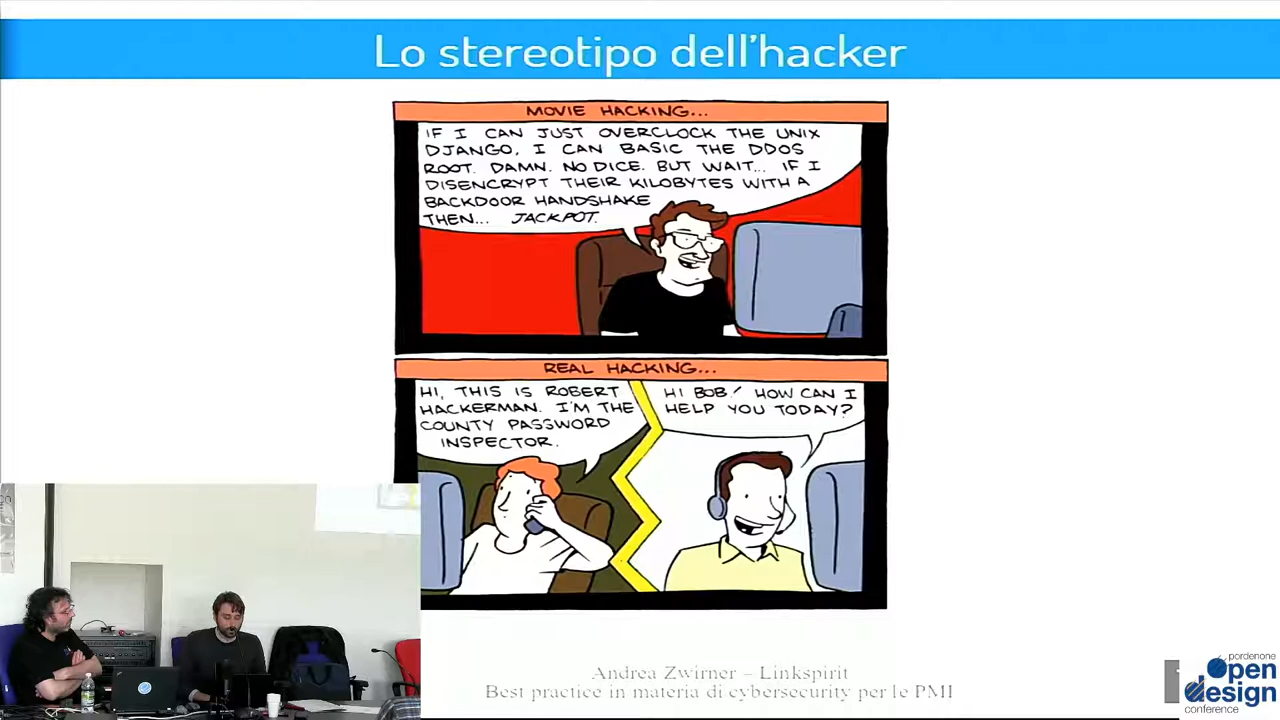 Lo stereotipo dell'hacker
MOVIE HACKING...
IF I CAN JUST OVERCLOCK THE UNIX
DJANGO, I CAN BASIC THE DDOS
ROOT. DAMN. NO DICE. BUT WAIT... IF I
DISENCRYPT THEIR KILOBYTES WITH A
BACKDOOR HANDSHAKE
THEN... JACKPOT.
REAL HACKING...
HI, THIS IS ROBERT
HACKERMAN. I'M THE
COUNTY PASSWORD
INSPECTOR.
HI BOB! HOW CAN I
HELP YOU TODAY?
Andrea Zwirner – Linkspirit
Best practice in materia di cybersecurity per le PMI
pordenone
open
design
conference